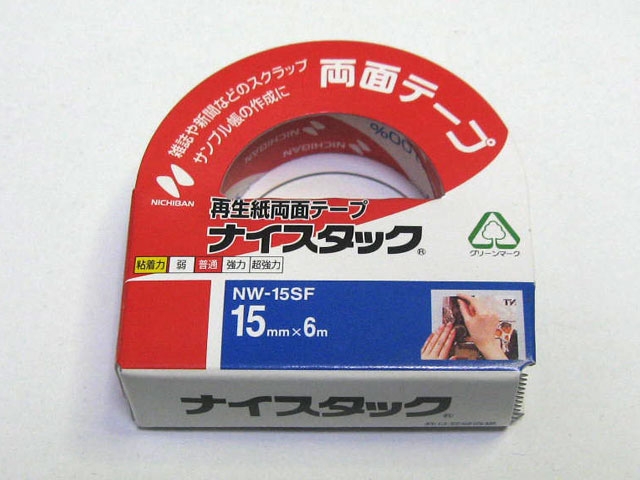 両面テープ
雑誌や新聞などのスクラップ
サンプル帳の作成に
NICHIBAN
NICHIBAN
100%
再生紙両面テープ
ナイスタック®
グリーンマーク
粘着力 弱 普通 強力 超強力
NW-15SF
15mm×6m
TV
ナイスタック®